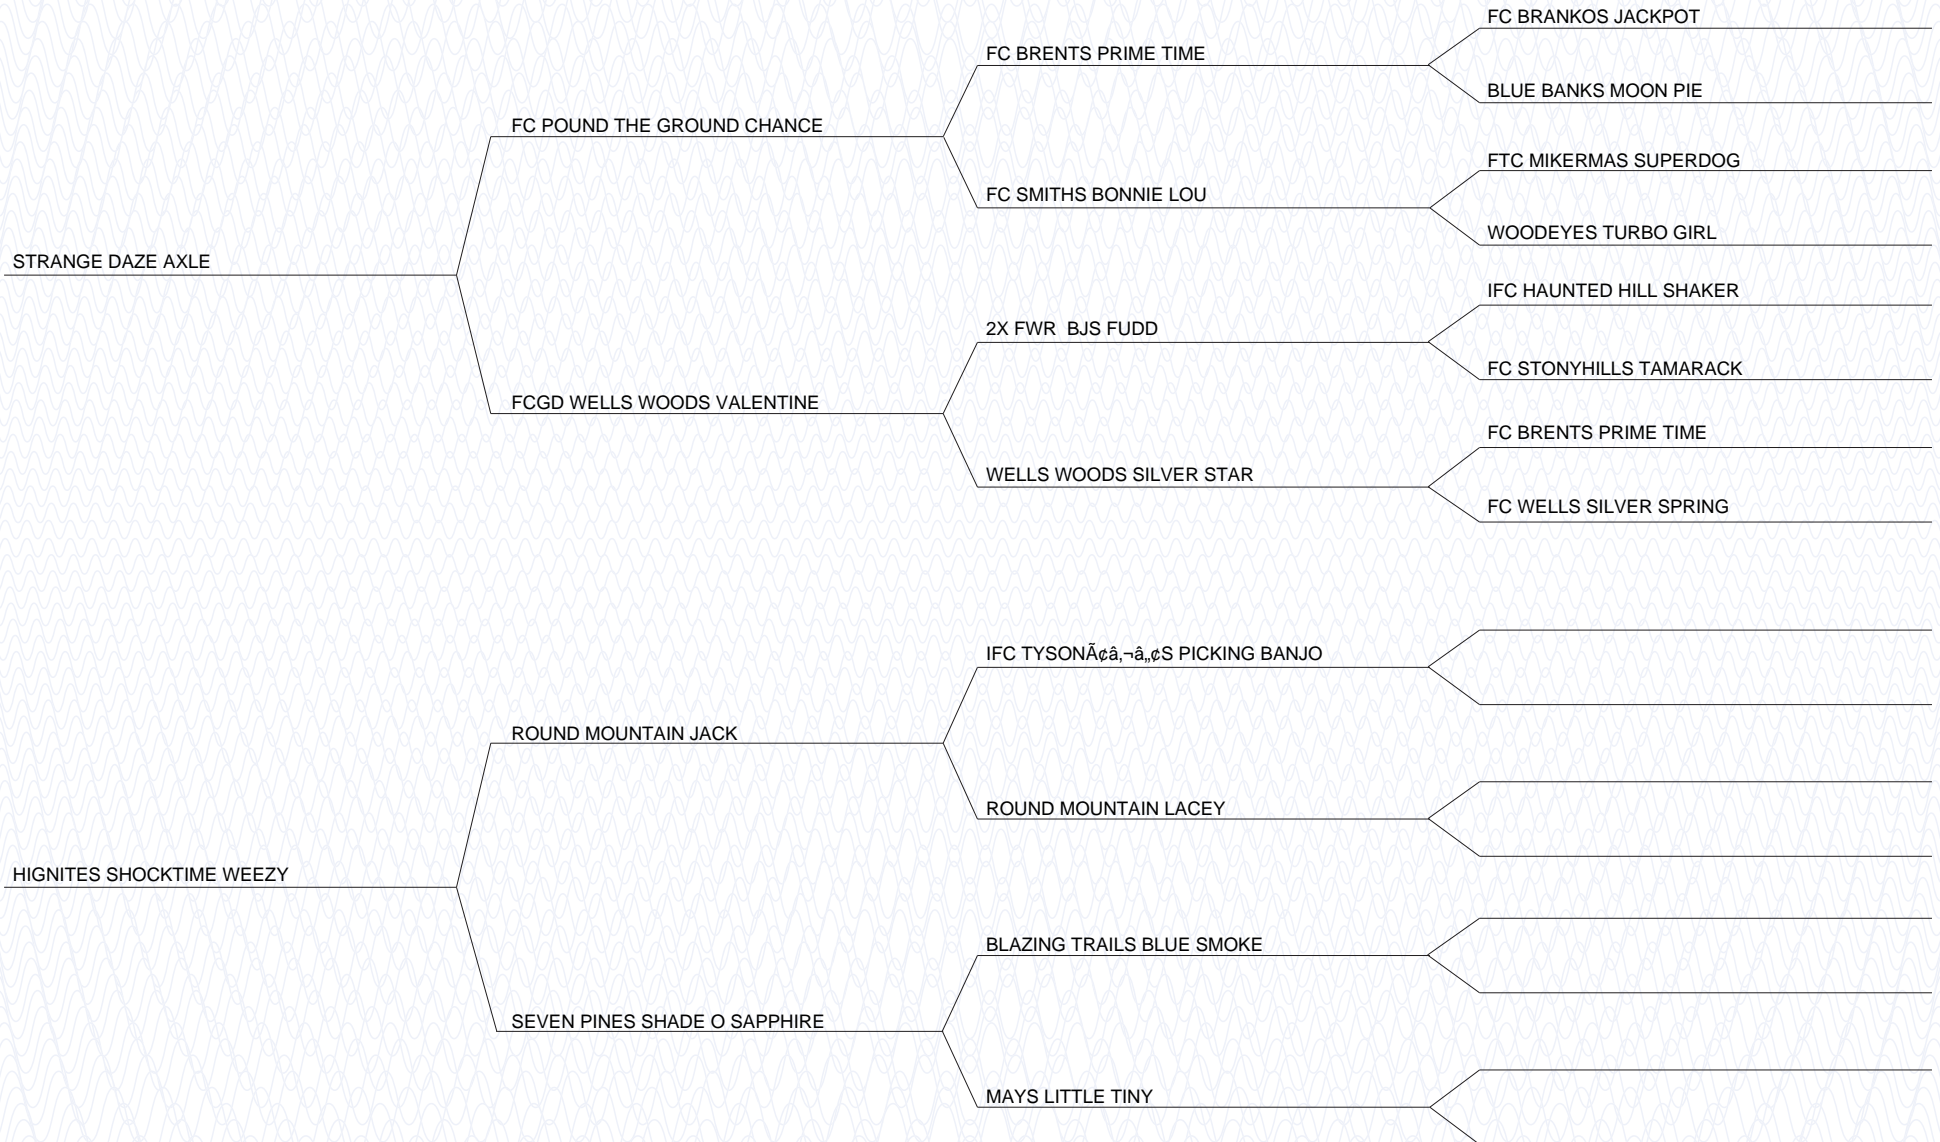 FC BRANKOS JACKPOT
FC BRENTS PRIME TIME
BLUE BANKS MOON PIE
FC POUND THE GROUND CHANCE
FTC MIKERMAS SUPERDOG
FC SMITHS BONNIE LOU
WOODEYES TURBO GIRL
STRANGE DAZE AXLE
IFC HAUNTED HILL SHAKER
2X FWR  BJS FUDD
FC STONYHILLS TAMARACK
FCGD WELLS WOODS VALENTINE
FC BRENTS PRIME TIME
WELLS WOODS SILVER STAR
FC WELLS SILVER SPRING
IFC TYSONÃ¢â‚¬â„¢S PICKING BANJO
ROUND MOUNTAIN JACK
ROUND MOUNTAIN LACEY
HIGNITES SHOCKTIME WEEZY
BLAZING TRAILS BLUE SMOKE
SEVEN PINES SHADE O SAPPHIRE
MAYS LITTLE TINY